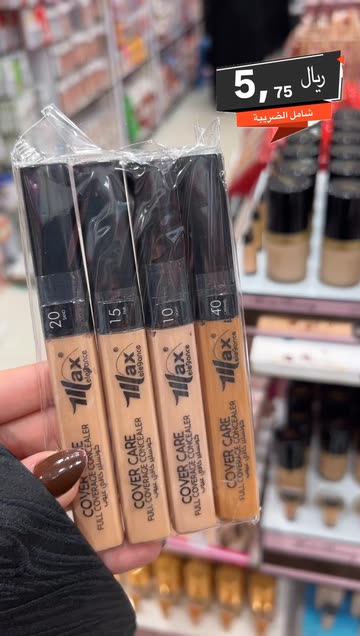 5, 75 ريال
شامل الضريبة
20
15
10
40
Max
elegance
COVER CARE
FULL COVERAGE CONCEALER
Max
elegance
COVER CARE
FULL COVERAGE CONCEALER
Max
elegance
COVER CARE
FULL COVERAGE CONCEALER
Max
elegance
COVER CARE
FULL COVERAGE CONCEALER